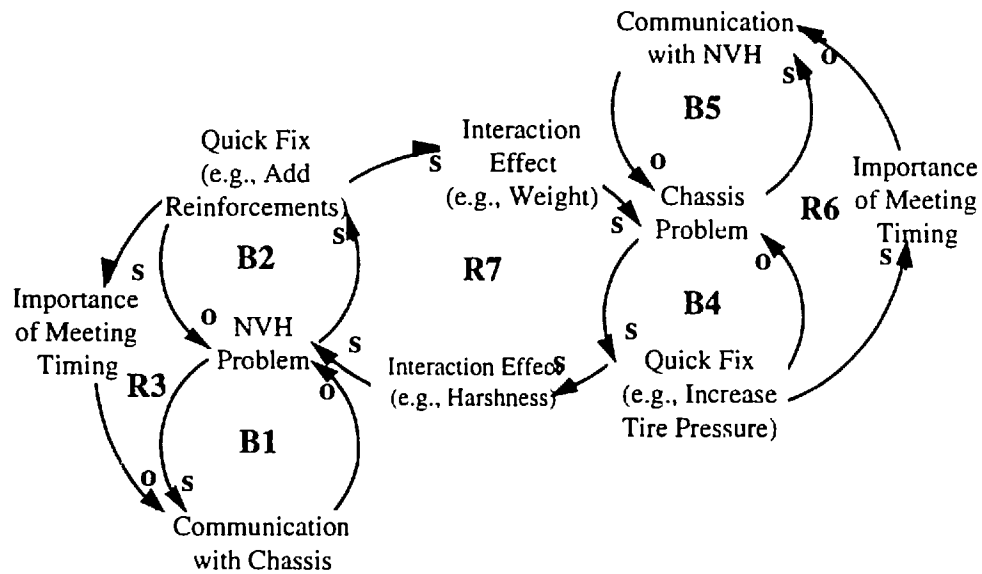 Communication
with NVH
o
s
B5
Quick Fix
(e.g., Add
Reinforcements)
s
Interaction
Effect
(e.g., Weight)
o
Chassis
Problem
s
Importance
of Meeting
Timing
R6
s
s
B2
s
R7
o
B4
s
Importance
of Meeting
Timing
o
NVH
Problem
s
s
Interaction Effect
(e.g., Harshness)
s
Quick Fix
(e.g., Increase
Tire Pressure)
R3
o
B1
o
s
Communication
with Chassis